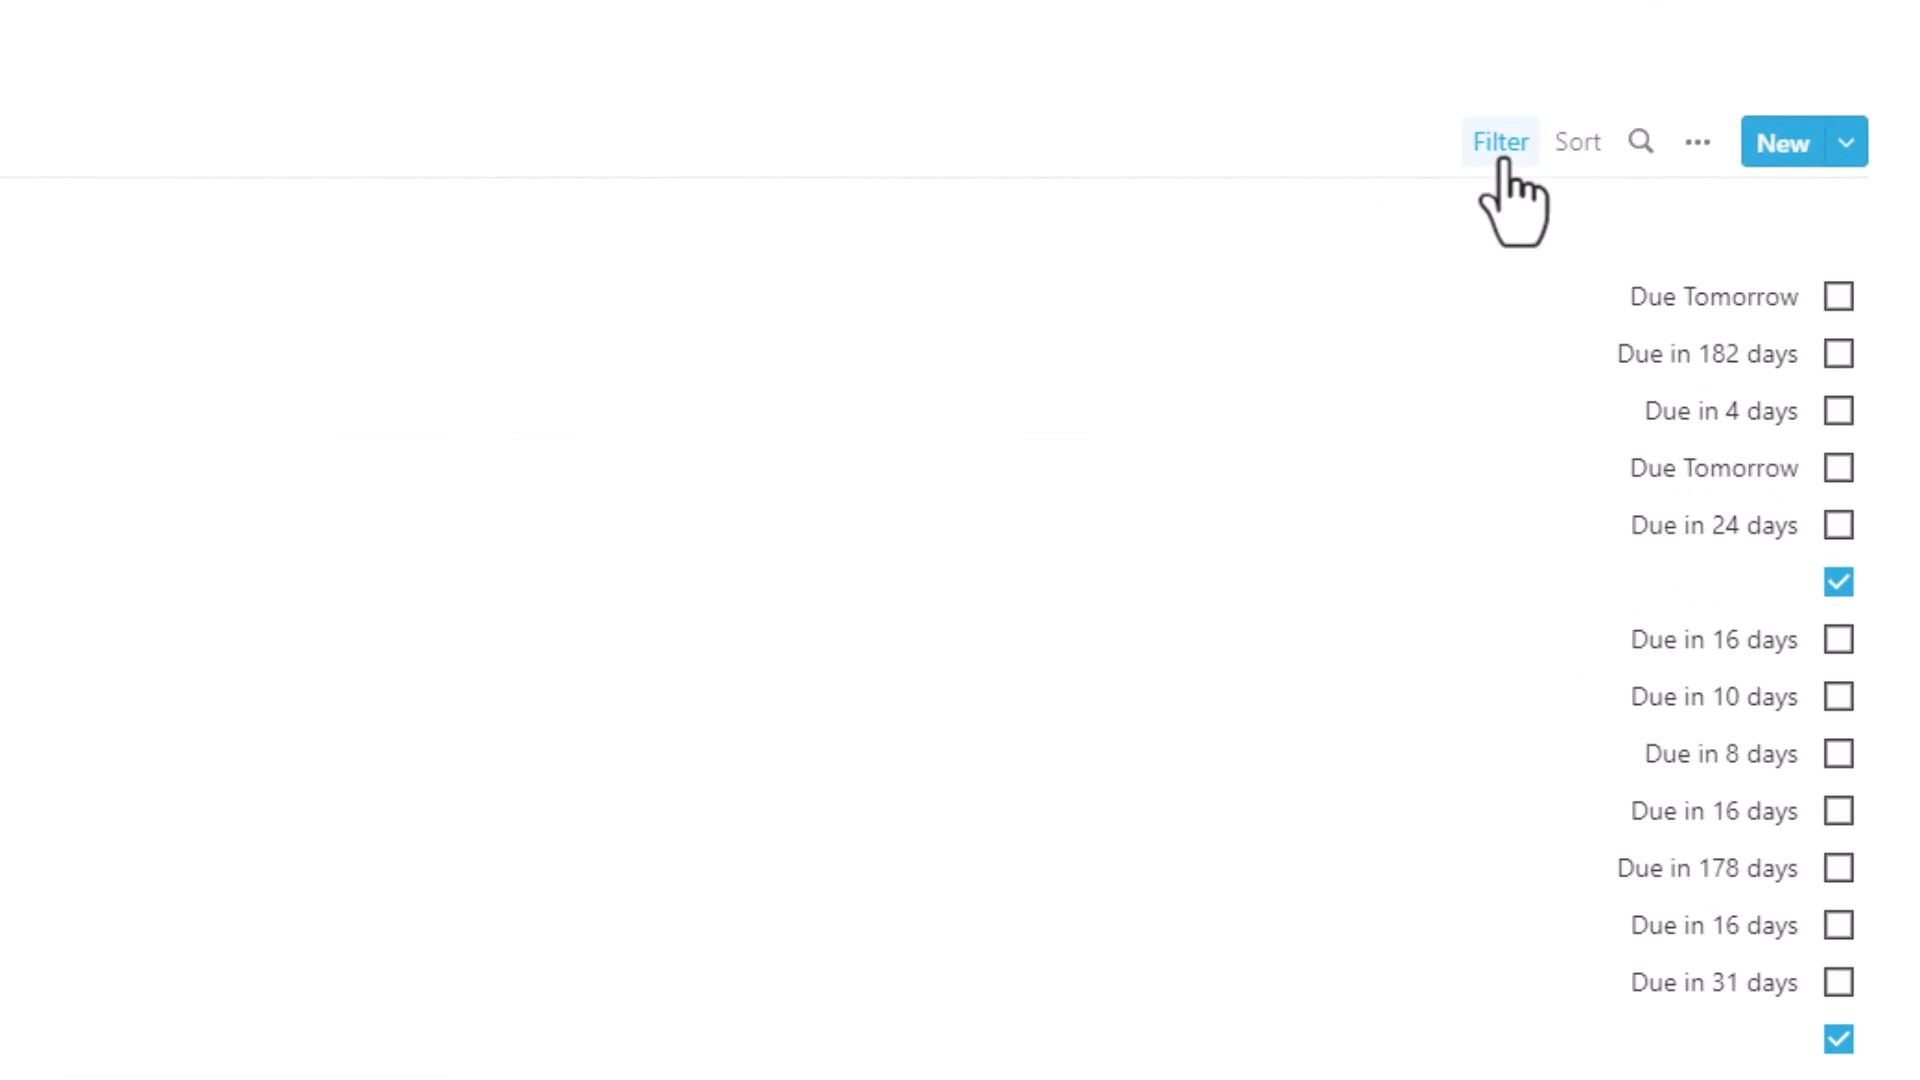 Filter Sort New
Due Tomorrow
Due in 182 days
Due in 4 days
Due Tomorrow
Due in 24 days
Due in 16 days
Due in 10 days
Due in 8 days
Due in 16 days
Due in 178 days
Due in 16 days
Due in 31 days